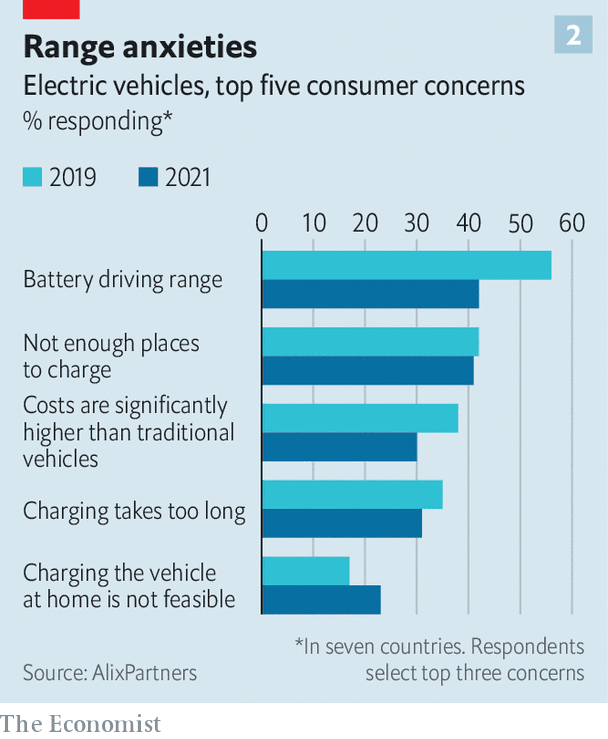 Range anxieties
2
Electric vehicles, top five consumer concerns
% responding*
2019
2021
0 10 20 30 40 50 60
Battery driving range
Not enough places
to charge
Costs are significantly
higher than traditional
vehicles
Charging takes too long
Charging the vehicle
at home is not feasible
*In seven countries. Respondents
select top three concerns
Source: AlixPartners
The Economist